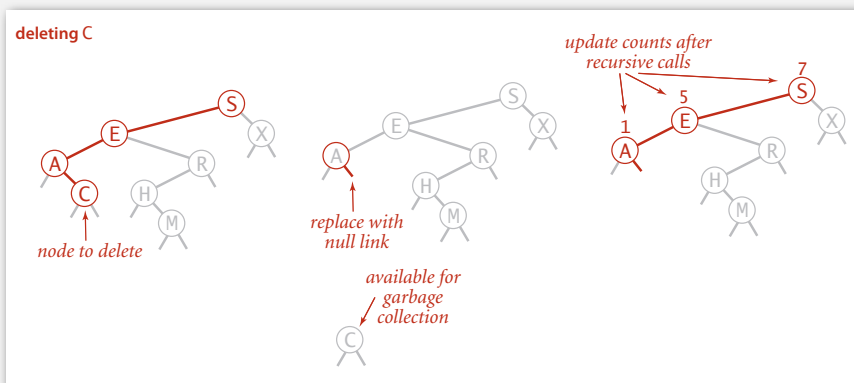 deleting C
S
E
X
A
R
C
H
M
node to delete
S
E
X
A
R
H
M
replace with
null link
available for
garbage
collection
C
update counts after
recursive calls
7
S
5
E
X
1
A
R
H
M